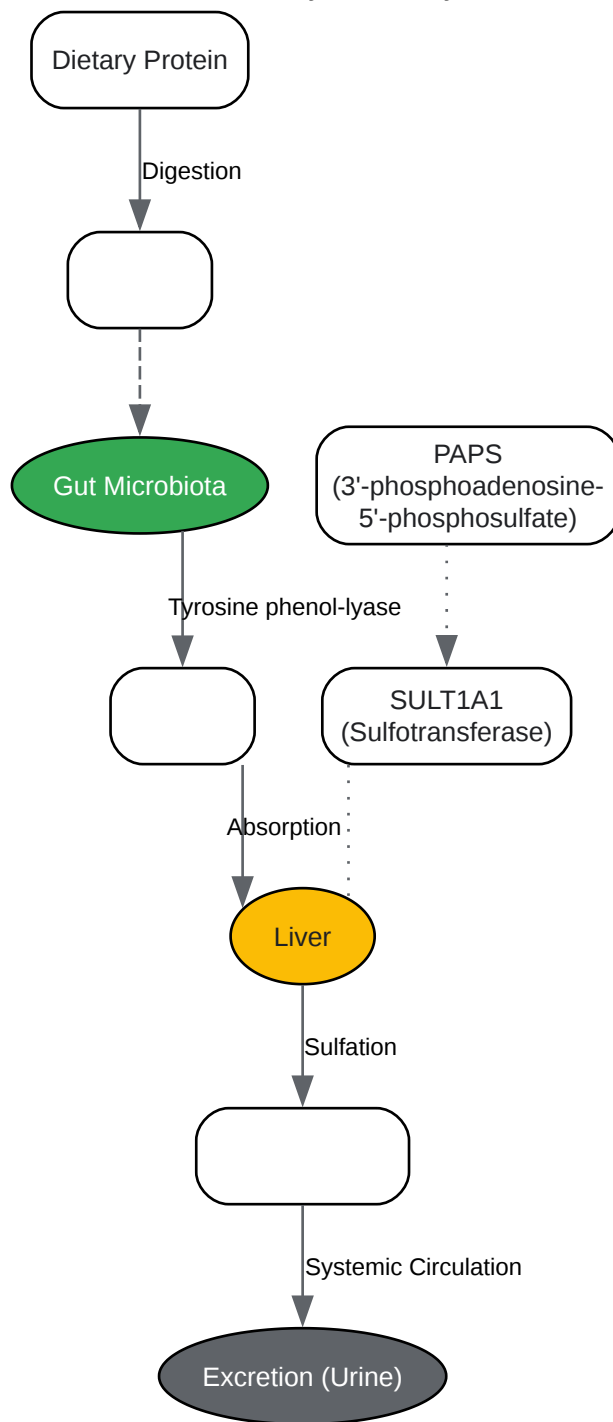 Dietary Protein
Digestion
Gut Microbiota
PAPS
(3'-phosphoadenosine-
5'-phosphosulfate)
Tyrosine phenol-lyase
SULT1A1
(Sulfotransferase)
Absorption
Liver
Sulfation
Systemic Circulation
Excretion (Urine)